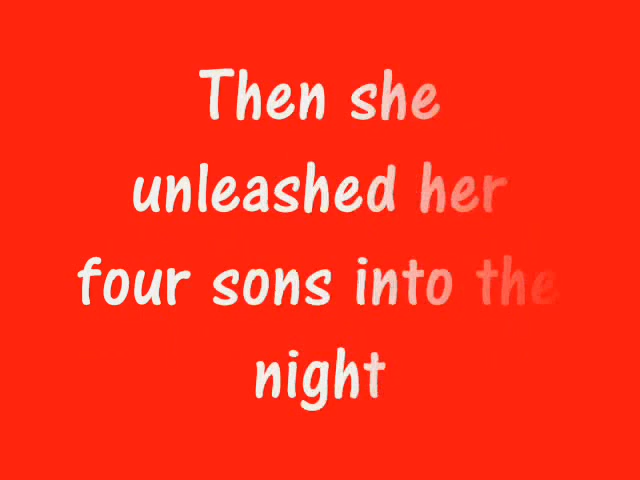 Then she
unleashed her
four sons into the
night